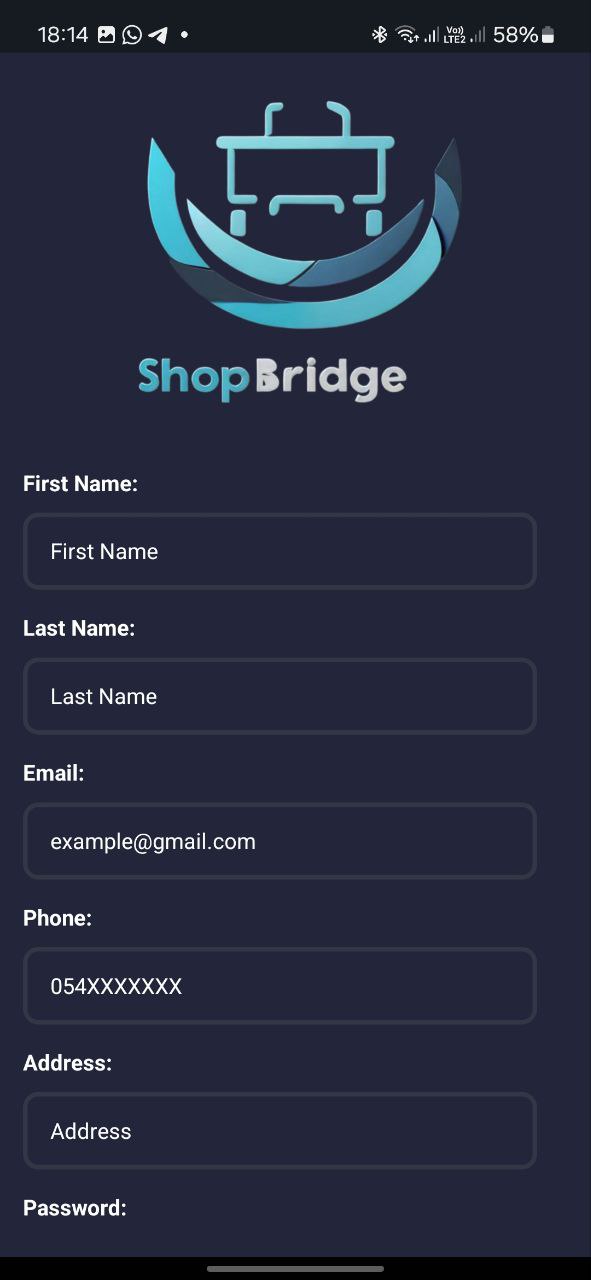 18:14
Vo)) LTE2 58%
ShopBridge
First Name:
First Name
Last Name:
Last Name
Email:
example@gmail.com
Phone:
054XXXXXXX
Address:
Address
Password: